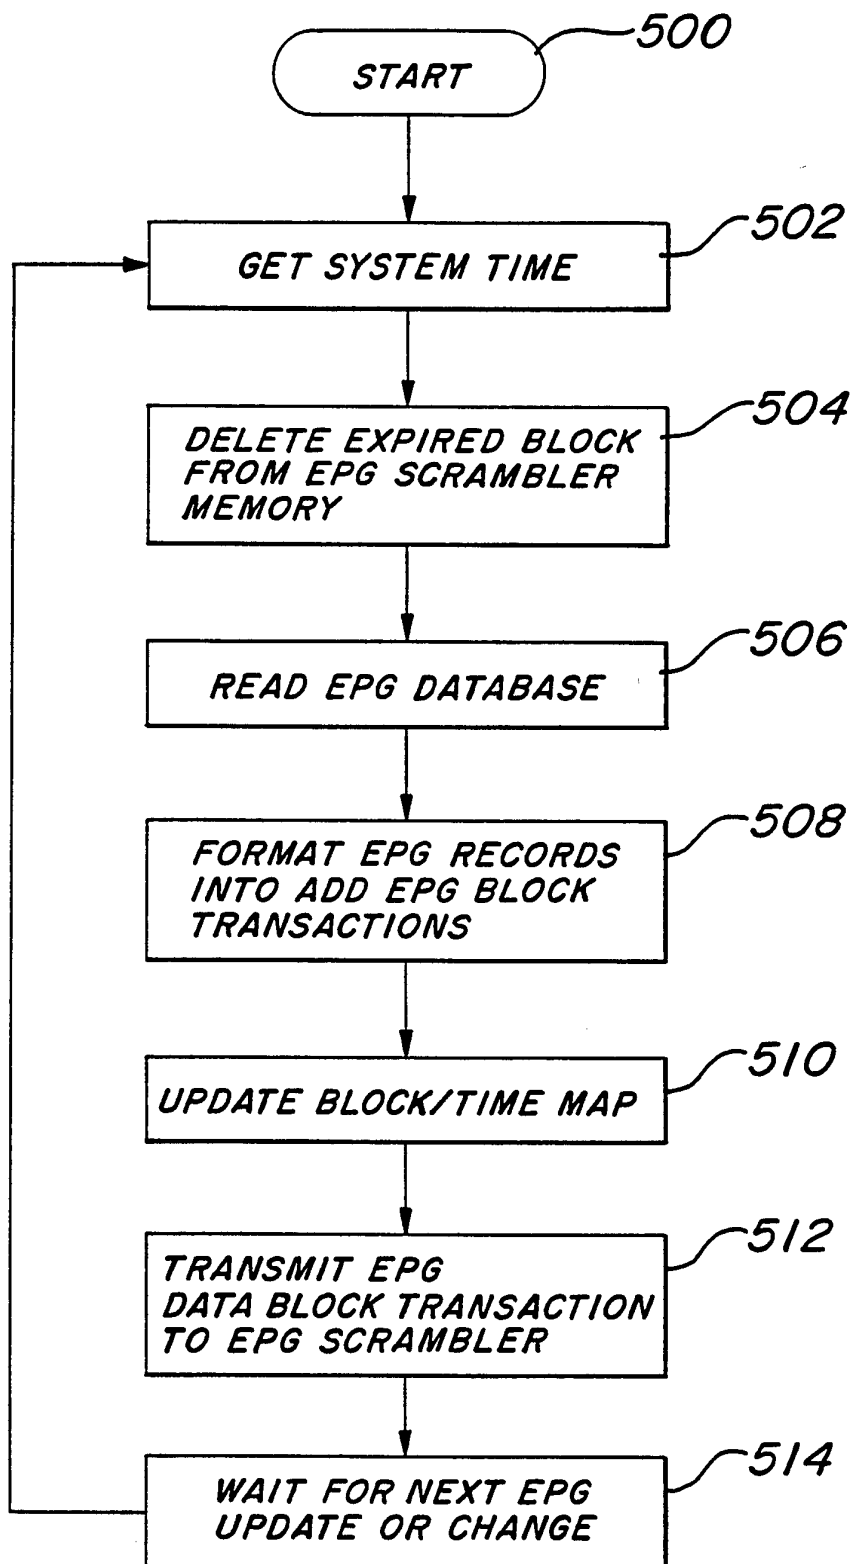 500
START
502
GET SYSTEM TIME
504
DELETE EXPIRED BLOCK
FROM EPG SCRAMBLER
MEMORY
506
READ EPG DATABASE
508
FORMAT EPG RECORDS
INTO ADD EPG BLOCK
TRANSACTIONS
510
UPDATE BLOCK/TIME MAP
512
TRANSMIT EPG
DATA BLOCK TRANSACTION
TO EPG SCRAMBLER
514
WAIT FOR NEXT EPG
UPDATE OR CHANGE